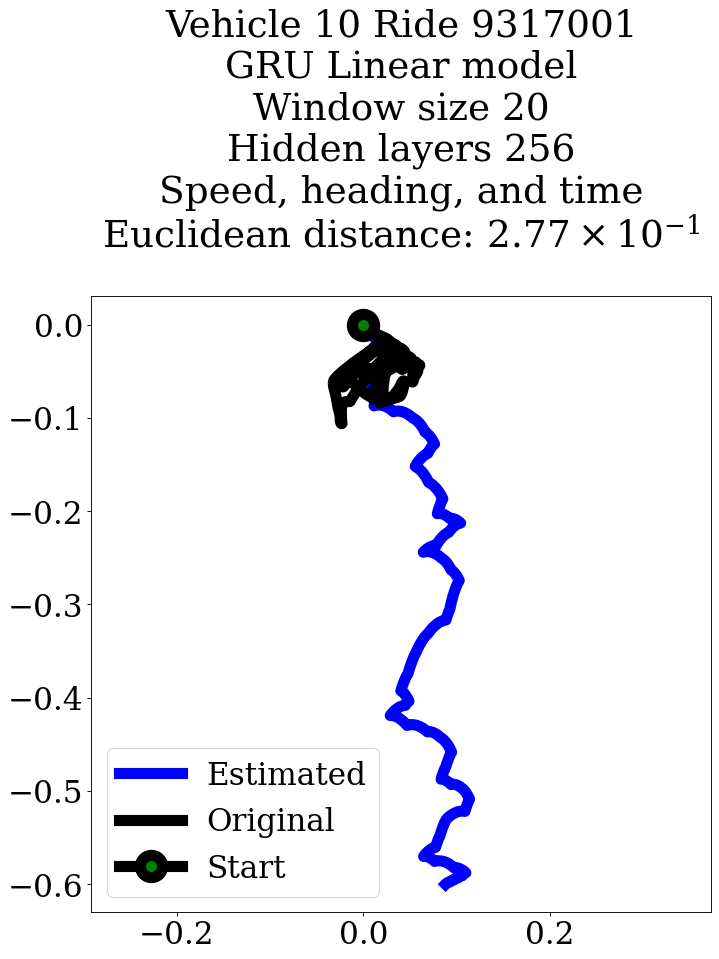 Vehicle 10 Ride 9317001
GRU Linear model
Window size 20
Hidden layers 256
Speed, heading, and time
Euclidean distance: 2.77 × 10⁻¹
0.0
−0.1
−0.2
−0.3
−0.4
−0.5
−0.6
Estimated
Original
Start
−0.2 0.0 0.2